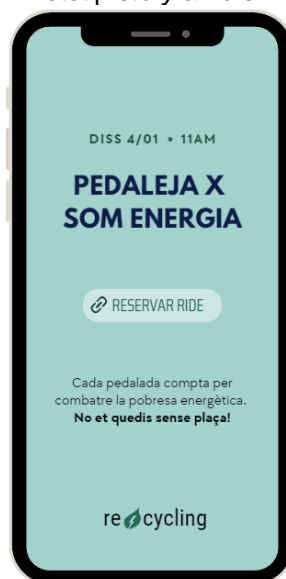 DISS 4/01 • 11AM
PEDALEJA X
SOM ENERGIA
RESERVAR RIDE
Cada pedalada compta per
combatre la pobresa energètica.
No et quedis sense plaça!
recycling